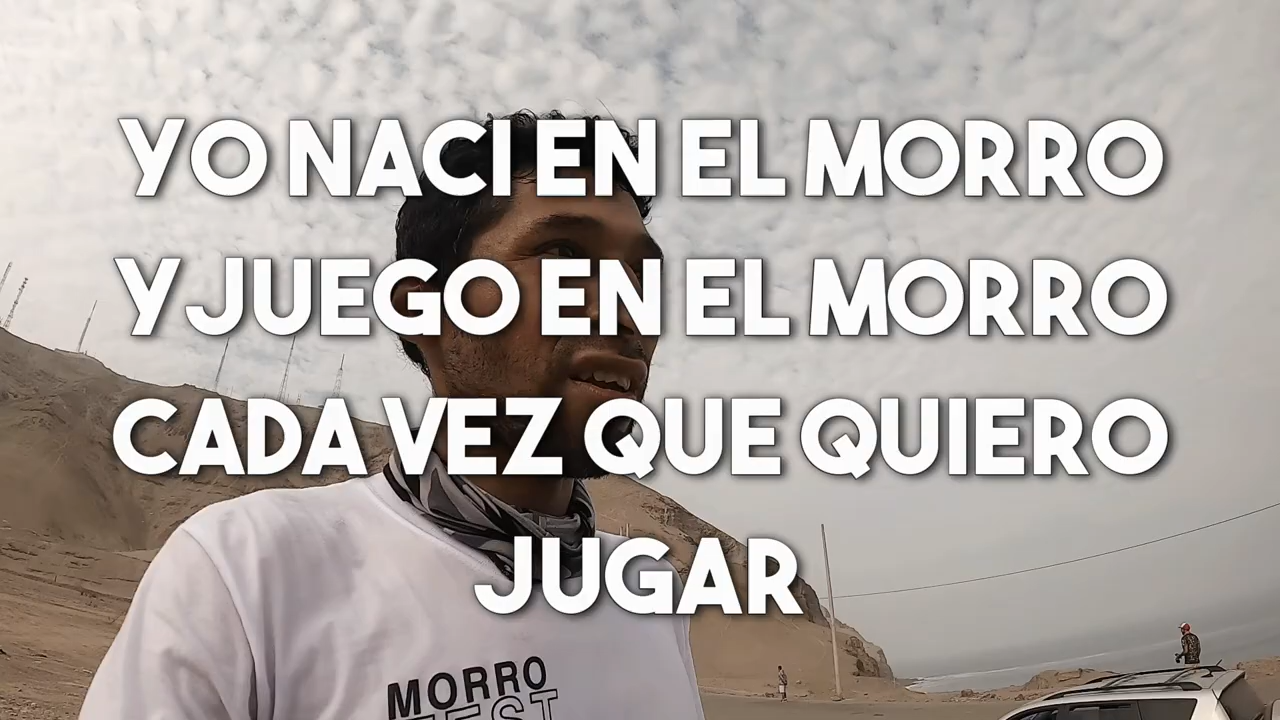 YO NACI EN EL MORRO
Y JUEGO EN EL MORRO
CADA VEZ QUE QUIERO
JUGAR
MORRO